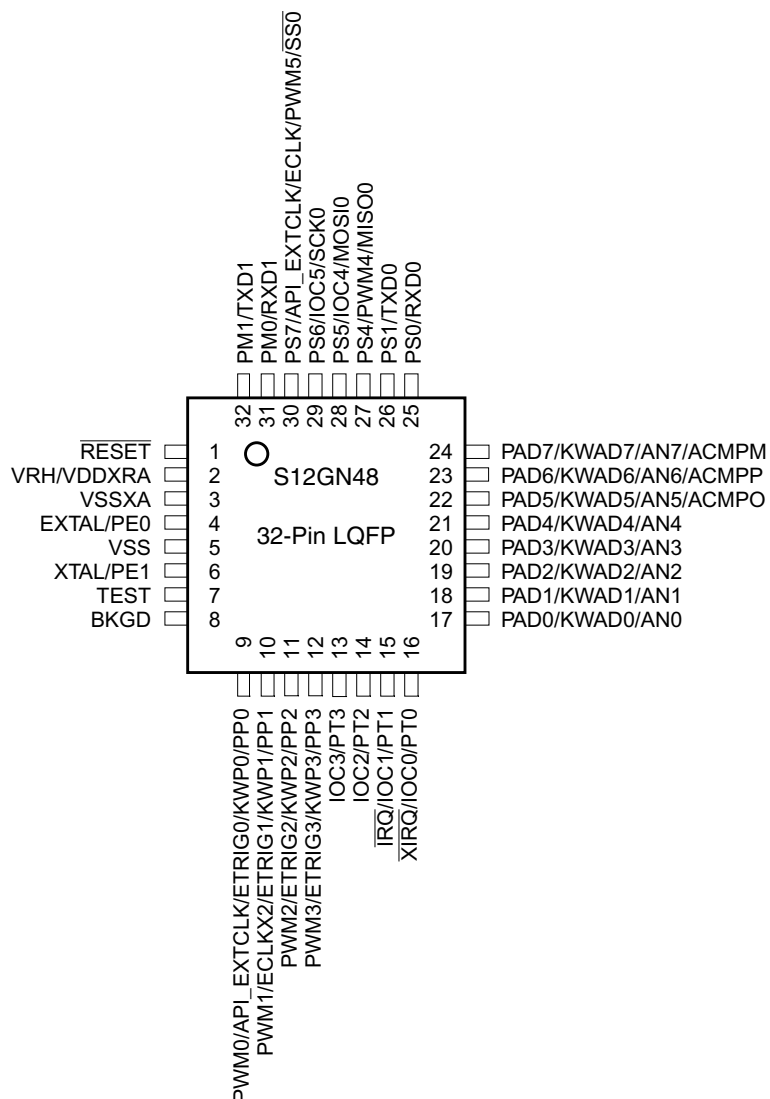 PM1/TXD1
PM0/RXD1
PS7/API_EXTCLK/ECLK/PWM5/S̅S̅0̅
PS6/IOC5/SCK0
PS5/IOC4/MOSI0
PS4/PWM4/MISO0
PS1/TXD0
PS0/RXD0
32
31
30
29
28
27
26
25
R̅E̅S̅E̅T̅ 1
VRH/VDDXRA 2
VSSXA 3
EXTAL/PE0 4
VSS 5
XTAL/PE1 6
TEST 7
BKGD 8
S12GN48
32-Pin LQFP
24 PAD7/KWAD7/AN7/ACMPM
23 PAD6/KWAD6/AN6/ACMPP
22 PAD5/KWAD5/AN5/ACMPO
21 PAD4/KWAD4/AN4
20 PAD3/KWAD3/AN3
19 PAD2/KWAD2/AN2
18 PAD1/KWAD1/AN1
17 PAD0/KWAD0/AN0
9
10
11
12
13
14
15
16
PWM0/API_EXTCLK/ETRIG0/KWP0/PP0
PWM1/ECLKX2/ETRIG1/KWP1/PP1
PWM2/ETRIG2/KWP2/PP2
PWM3/ETRIG3/KWP3/PP3
IOC3/PT3
IOC2/PT2
I̅R̅Q̅/IOC1/PT1
X̅I̅R̅Q̅/IOC0/PT0